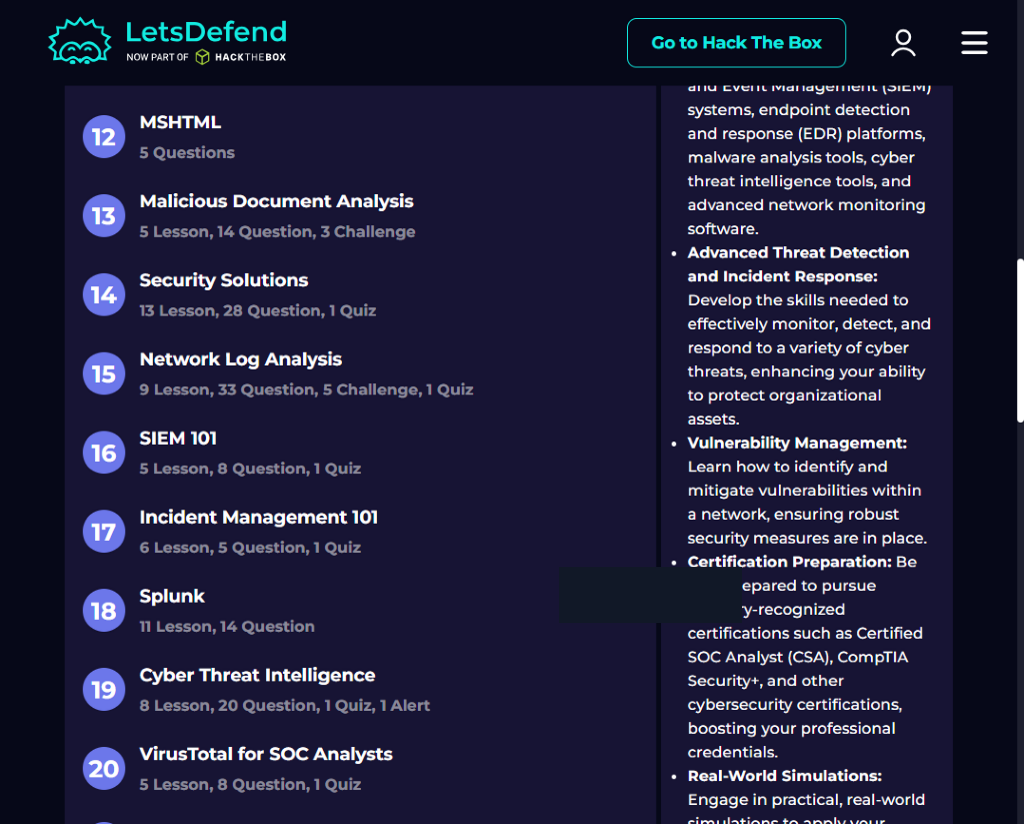 LetsDefend
NOW PART OF HACKTHEBOX
Go to Hack The Box
12
MSHTML
5 Questions
13
Malicious Document Analysis
5 Lesson, 14 Question, 3 Challenge
14
Security Solutions
13 Lesson, 28 Question, 1 Quiz
15
Network Log Analysis
9 Lesson, 33 Question, 5 Challenge, 1 Quiz
16
SIEM 101
5 Lesson, 8 Question, 1 Quiz
17
Incident Management 101
6 Lesson, 5 Question, 1 Quiz
18
Splunk
11 Lesson, 14 Question
19
Cyber Threat Intelligence
8 Lesson, 20 Question, 1 Quiz, 1 Alert
20
VirusTotal for SOC Analysts
5 Lesson, 8 Question, 1 Quiz
and Event Management (SIEM)
systems, endpoint detection
and response (EDR) platforms,
malware analysis tools, cyber
threat intelligence tools, and
advanced network monitoring
software.
• Advanced Threat Detection
and Incident Response:
Develop the skills needed to
effectively monitor, detect, and
respond to a variety of cyber
threats, enhancing your ability
to protect organizational
assets.
• Vulnerability Management:
Learn how to identify and
mitigate vulnerabilities within
a network, ensuring robust
security measures are in place.
• Certification Preparation: Be
epared to pursue
y-recognized
certifications such as Certified
SOC Analyst (CSA), CompTIA
Security+, and other
cybersecurity certifications,
boosting your professional
credentials.
• Real-World Simulations:
Engage in practical, real-world
simulations to apply your